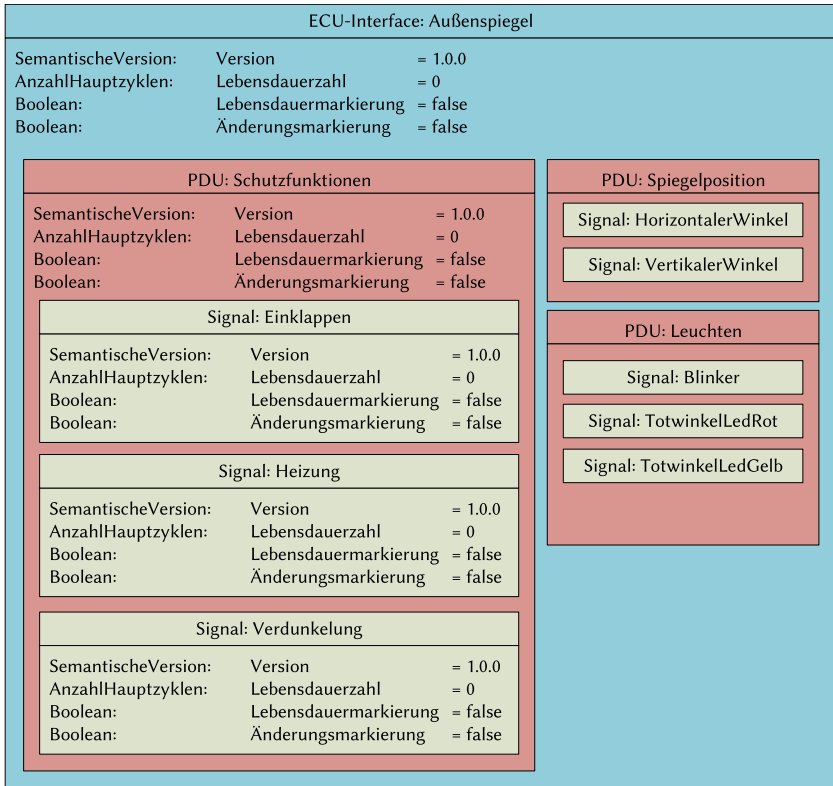 ECU-Interface: Außenspiegel
SemantischeVersion: Version = 1.0.0
AnzahlHauptzyklen: Lebensdauerzahl = 0
Boolean: Lebensdauermarkierung = false
Boolean: Änderungsmarkierung = false
PDU: Schutzfunktionen
SemantischeVersion: Version = 1.0.0
AnzahlHauptzyklen: Lebensdauerzahl = 0
Boolean: Lebensdauermarkierung = false
Boolean: Änderungsmarkierung = false
Signal: Einklappen
SemantischeVersion: Version = 1.0.0
AnzahlHauptzyklen: Lebensdauerzahl = 0
Boolean: Lebensdauermarkierung = false
Boolean: Änderungsmarkierung = false
Signal: Heizung
SemantischeVersion: Version = 1.0.0
AnzahlHauptzyklen: Lebensdauerzahl = 0
Boolean: Lebensdauermarkierung = false
Boolean: Änderungsmarkierung = false
Signal: Verdunkelung
SemantischeVersion: Version = 1.0.0
AnzahlHauptzyklen: Lebensdauerzahl = 0
Boolean: Lebensdauermarkierung = false
Boolean: Änderungsmarkierung = false
PDU: Spiegelposition
Signal: HorizontalerWinkel
Signal: VertikalerWinkel
PDU: Leuchten
Signal: Blinker
Signal: TotwinkelLedRot
Signal: TotwinkelLedGelb